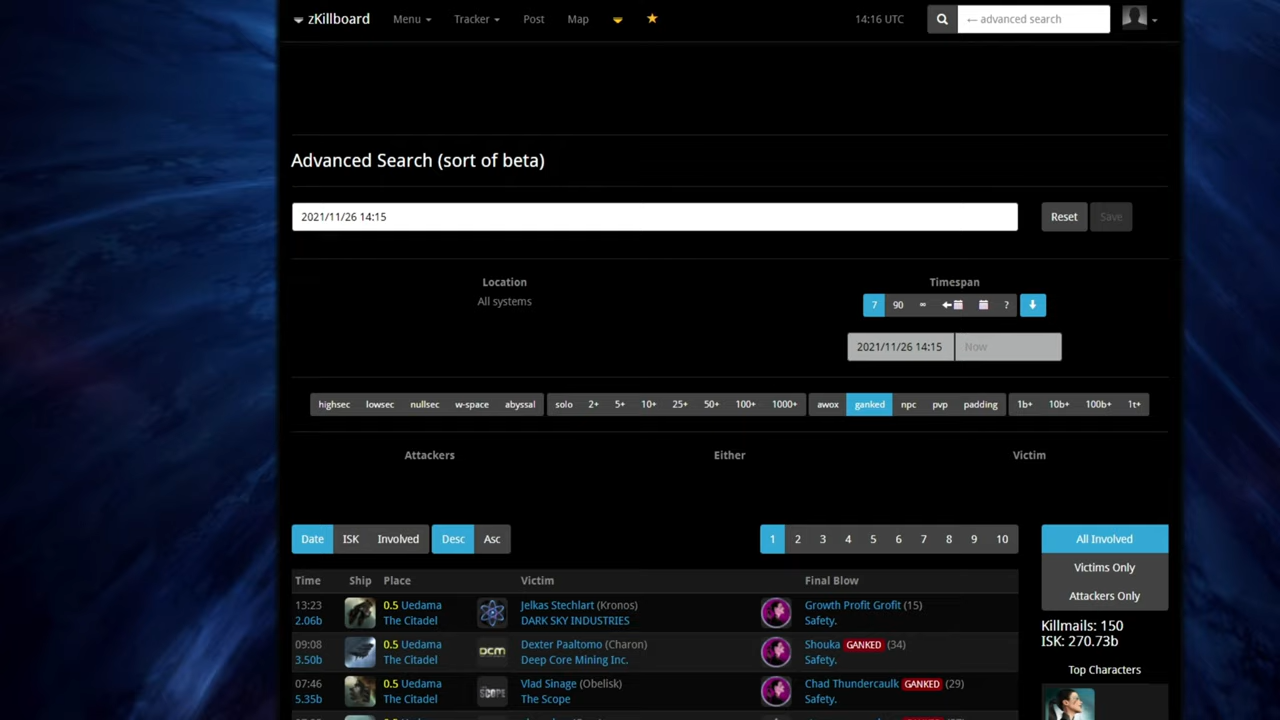 zKillboard Menu Tracker Post Map 14:16 UTC ← advanced search
Advanced Search (sort of beta)
2021/11/26 14:15 Reset Save
Location Timespan
All systems 7 90 ∞ ?
2021/11/26 14:15 Now
highsec lowsec nullsec w-space abyssal solo 2+ 5+ 10+ 25+ 50+ 100+ 1000+ awox ganked npc pvp padding 1b+ 10b+ 100b+ 1t+
Attackers Either Victim
Date ISK Involved Desc Asc 1 2 3 4 5 6 7 8 9 10 All Involved
Victims Only
Attackers Only
Time Ship Place Victim Final Blow
13:23 0.5 Uedama Jelkas Stechlart (Kronos) Growth Profit Grofit (15)
2.06b The Citadel DARK SKY INDUSTRIES Safety.
Killmails: 150
ISK: 270.73b
09:08 0.5 Uedama DCM Dexter Paaltomo (Charon) Shouka GANKED (34)
3.50b The Citadel Deep Core Mining Inc. Safety.
Top Characters
07:46 0.5 Uedama SCOPE Vlad Sinage (Obelisk) Chad Thundercaulk GANKED (29)
5.35b The Citadel The Scope Safety.